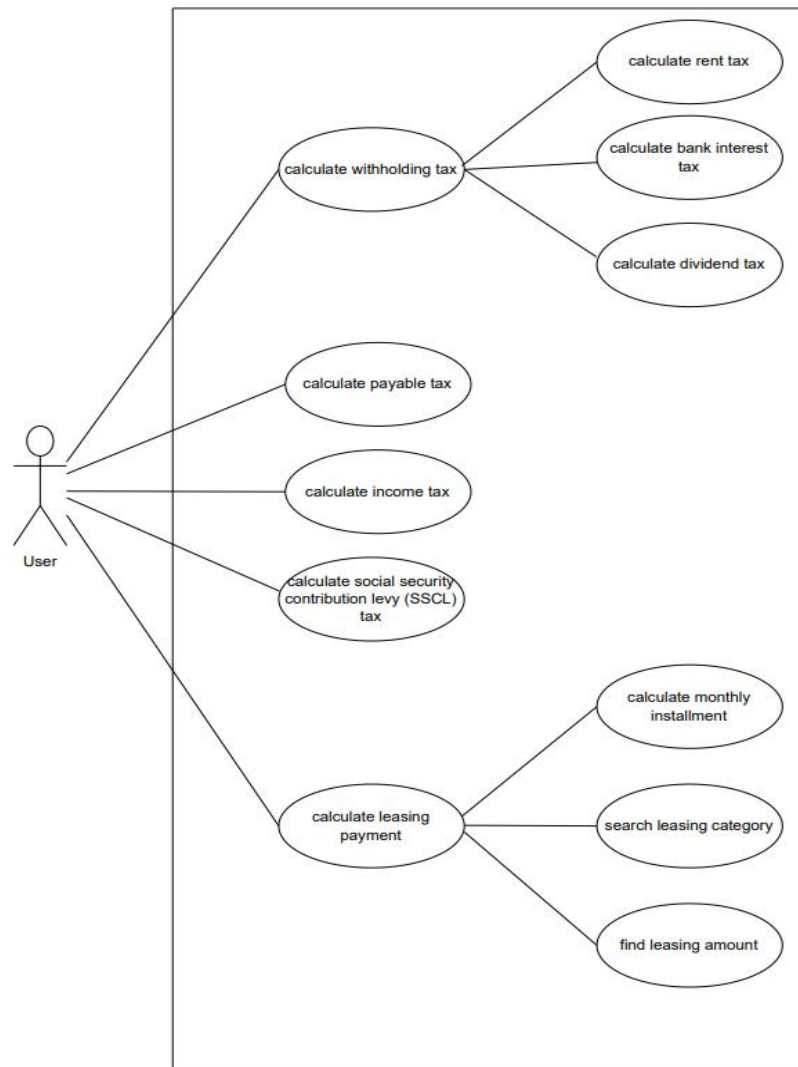 calculate rent tax
calculate withholding tax
calculate bank interest
tax
calculate dividend tax
calculate payable tax
calculate income tax
User
calculate social security
contribution levy (SSCL)
tax
calculate monthly
installment
calculate leasing
payment
search leasing category
find leasing amount